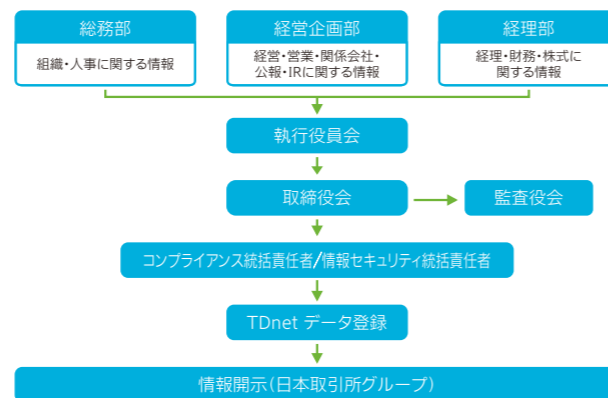 総務部
組織・人事に関する情報
経営企画部
経営・営業・関係会社・
公報・IRに関する情報
経理部
経理・財務・株式に
関する情報
執行役員会
取締役会
監査役会
コンプライアンス統括責任者/情報セキュリティ統括責任者
TDnet データ登録
情報開示(日本取引所グループ)